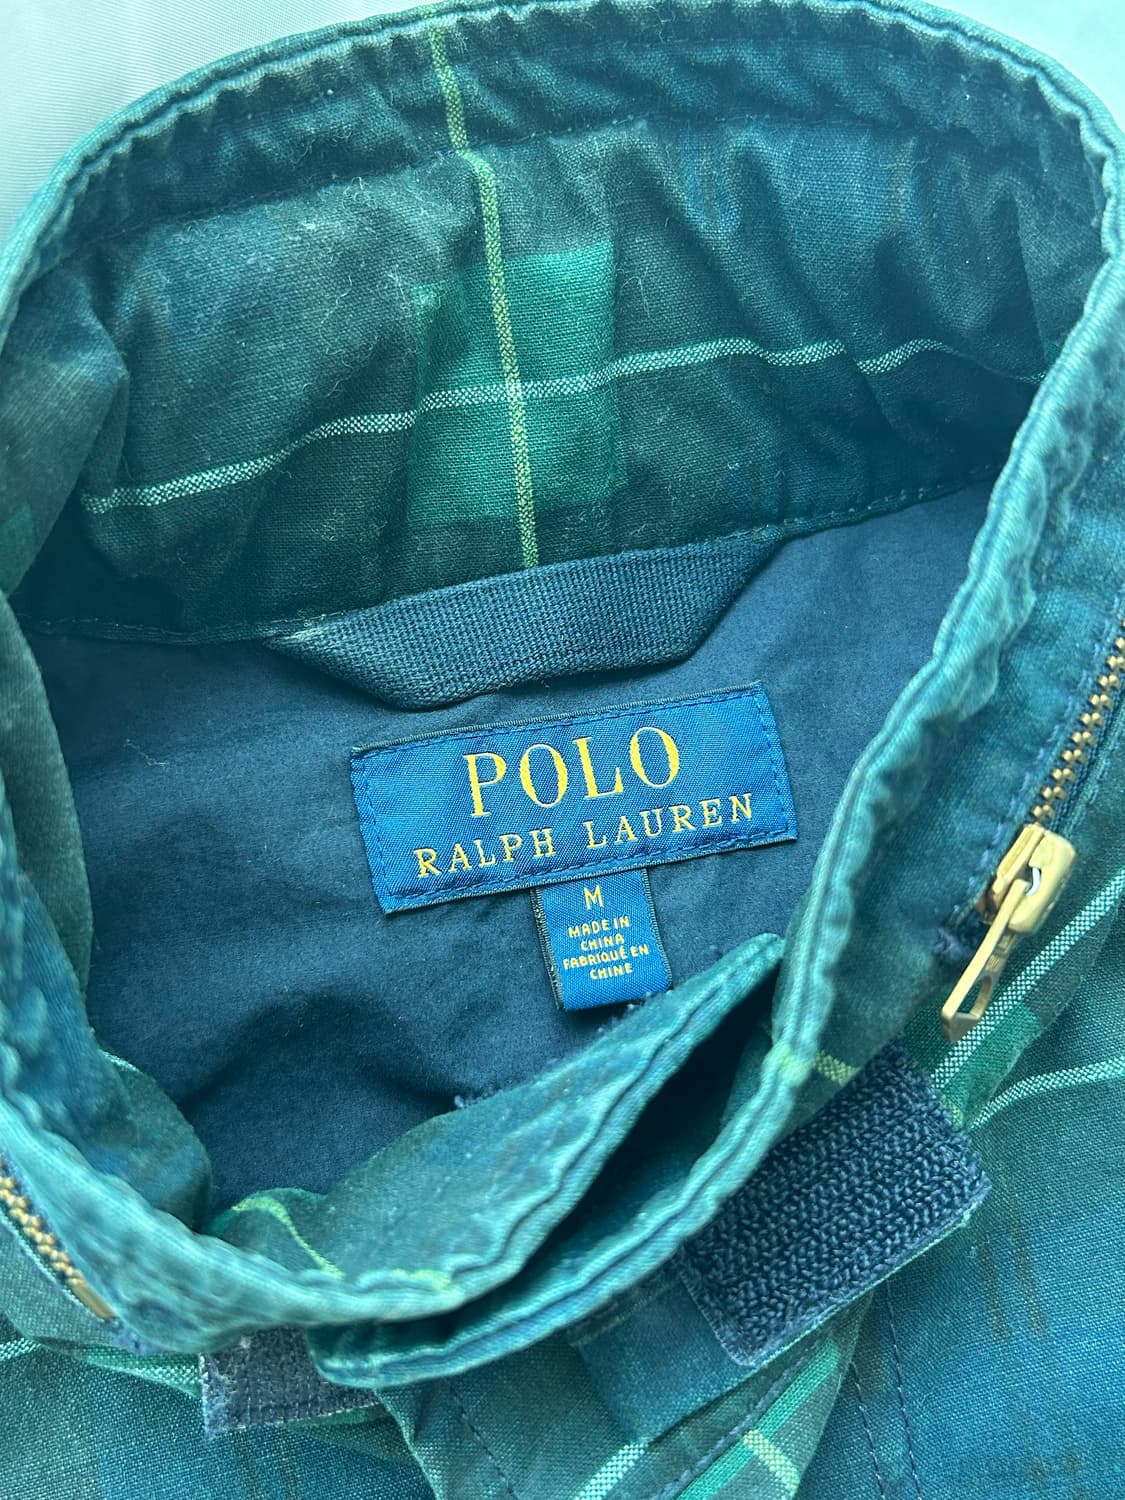 POLO
RALPH LAUREN
M
MADE IN
CHINA
FABRIQUÉ EN
CHINE